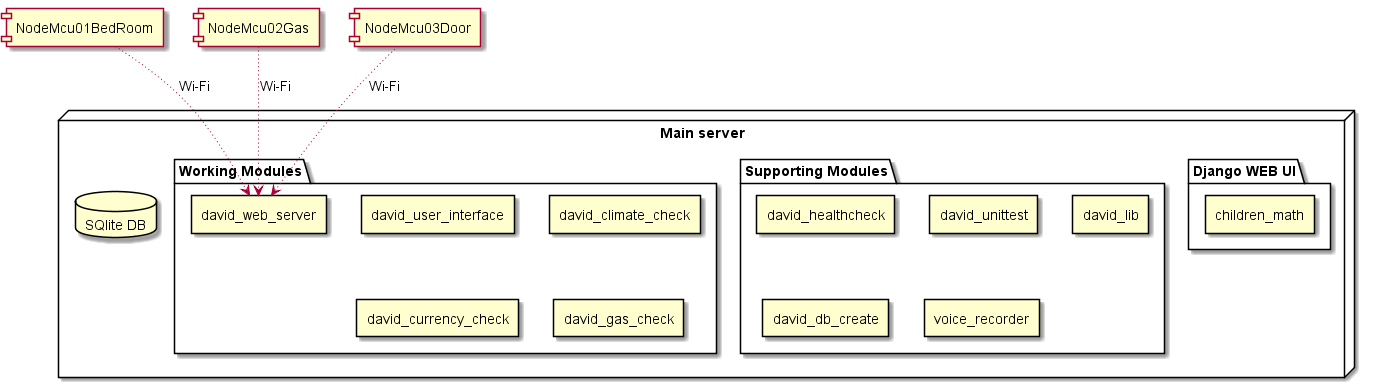 NodeMcu01BedRoom
NodeMcu02Gas
NodeMcu03Door
Wi-Fi
Wi-Fi
Wi-Fi
Main server
Working Modules
Supporting Modules
Django WEB UI
SQlite DB
david_web_server
david_user_interface
david_climate_check
david_healthcheck
david_unittest
david_lib
children_math
david_currency_check
david_gas_check
david_db_create
voice_recorder